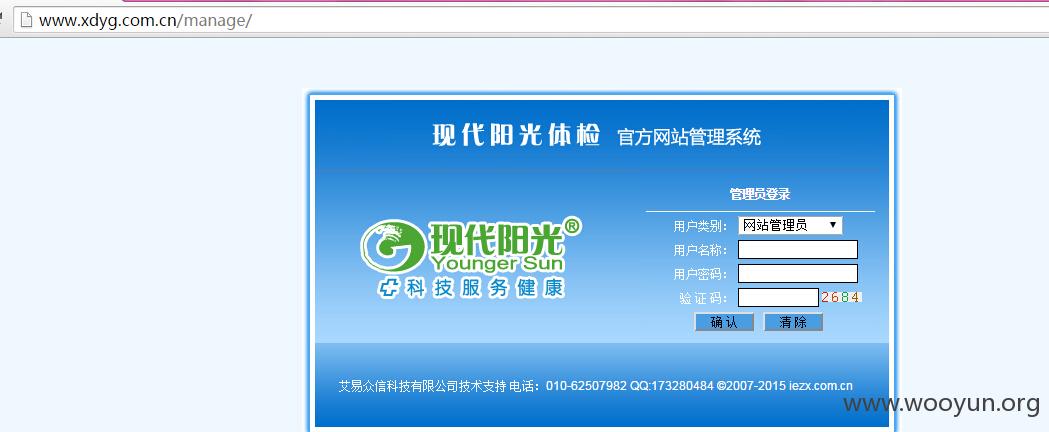 www.xdyg.com.cn/manage/
现代阳光体检 官方网站管理系统
管理员登录
用户类别： 网站管理员
用户名称：
用户密码：
验 证 码： 2684
确 认 清 除
现代阳光®
Younger Sun
科技服务健康
艾易众信科技有限公司技术支持 电话：010-62507982 QQ:173280484 ©2007-2015 iezx.com.cn
www.wooyun.org